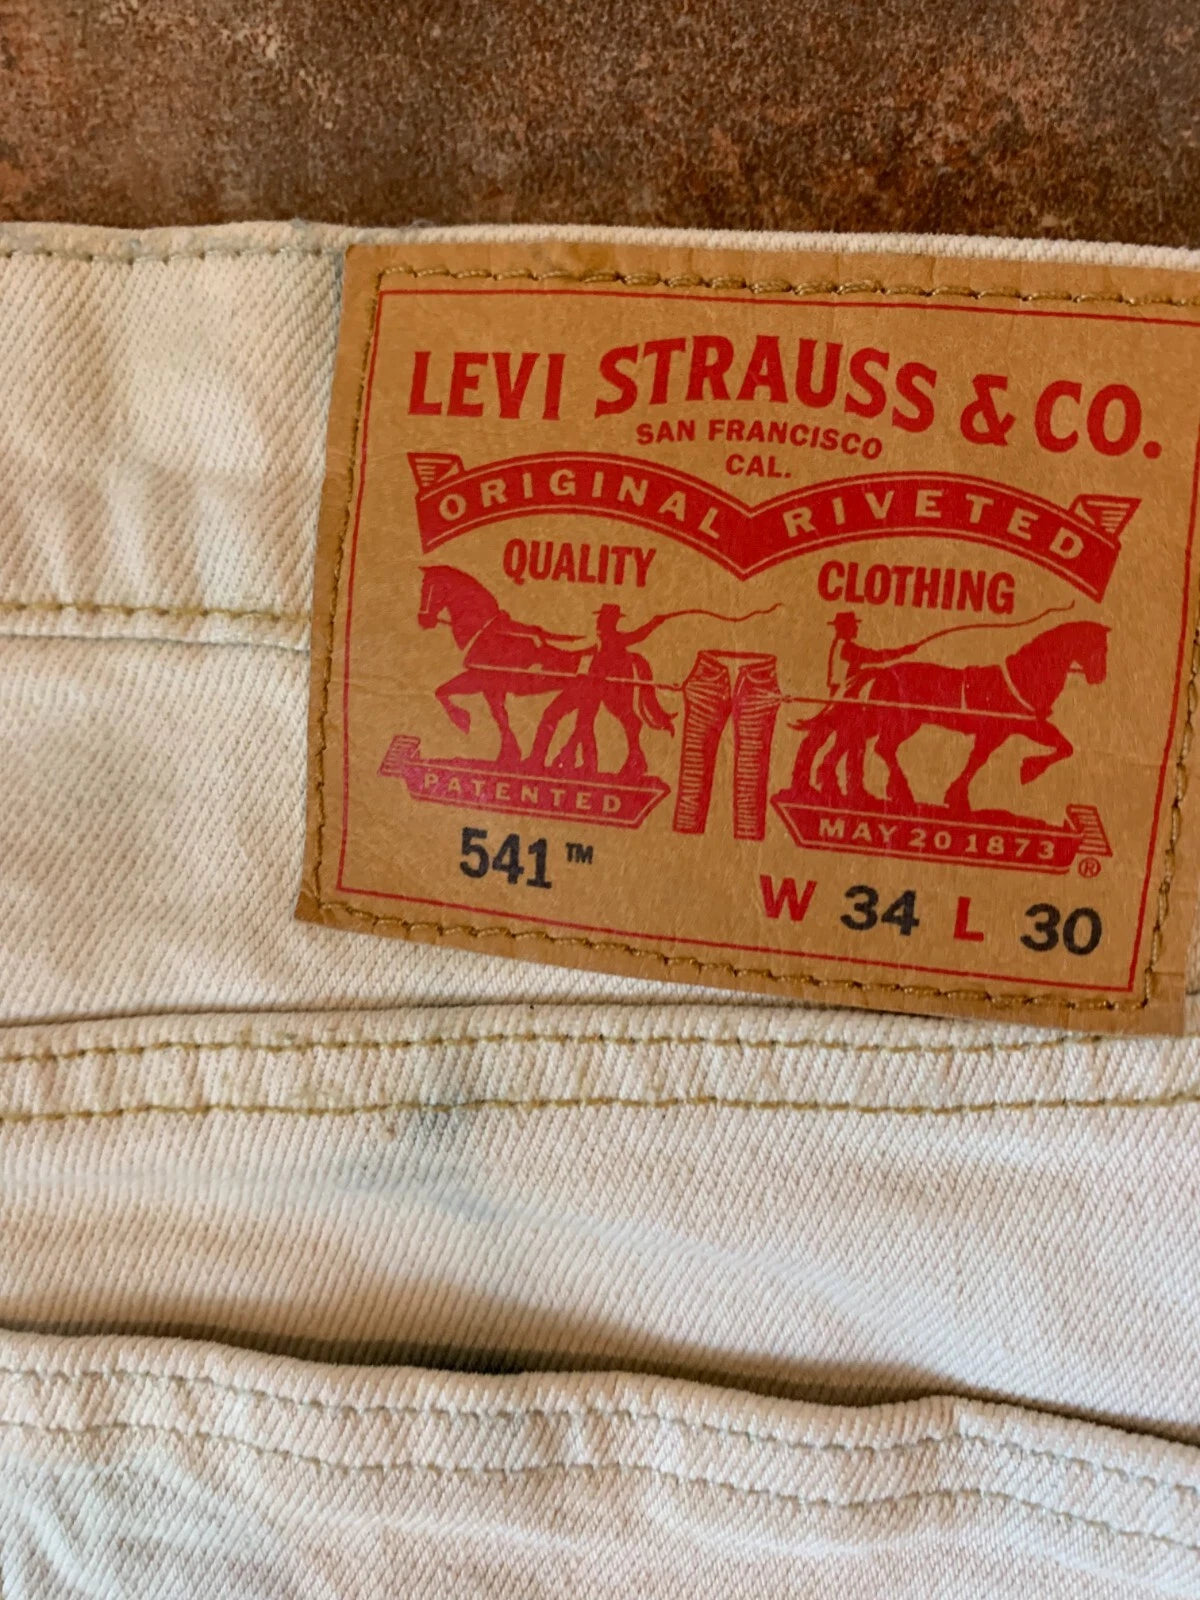 LEVI STRAUSS & CO.
SAN FRANCISCO
CAL.
ORIGINAL RIVETED
QUALITY CLOTHING
PATENTED MAY 20 1873 ®
541™
W 34 L 30